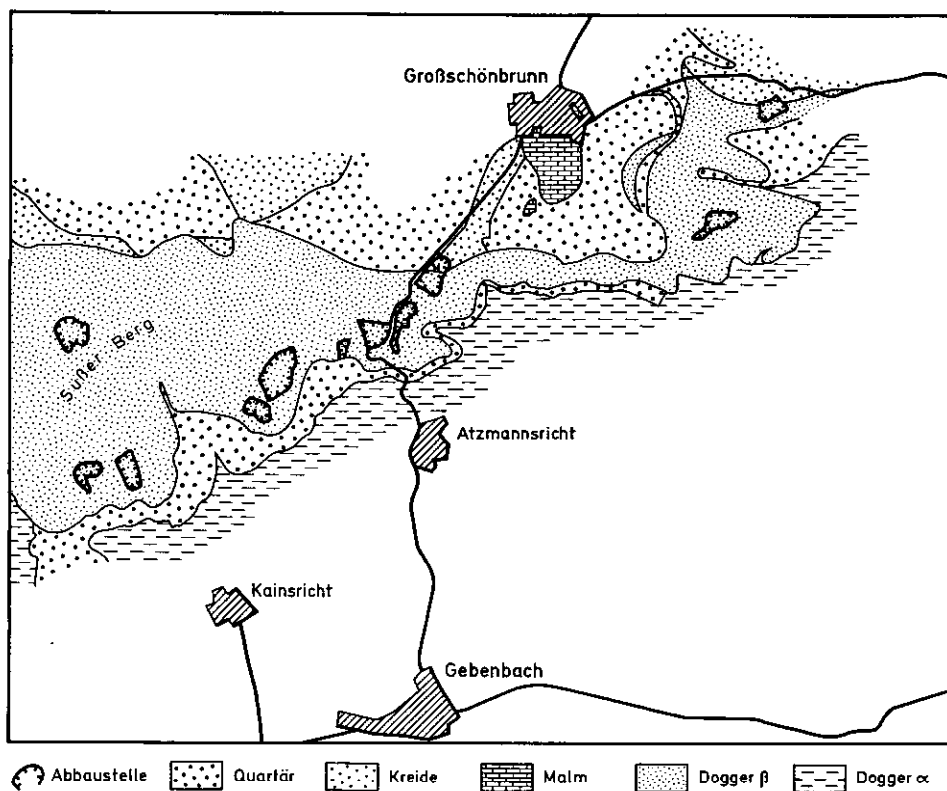 Großschönbrunn
Sußer Berg
Atzmannsricht
Kainsricht
Gebenbach
Abbaustelle Quartär Kreide Malm Dogger β Dogger α